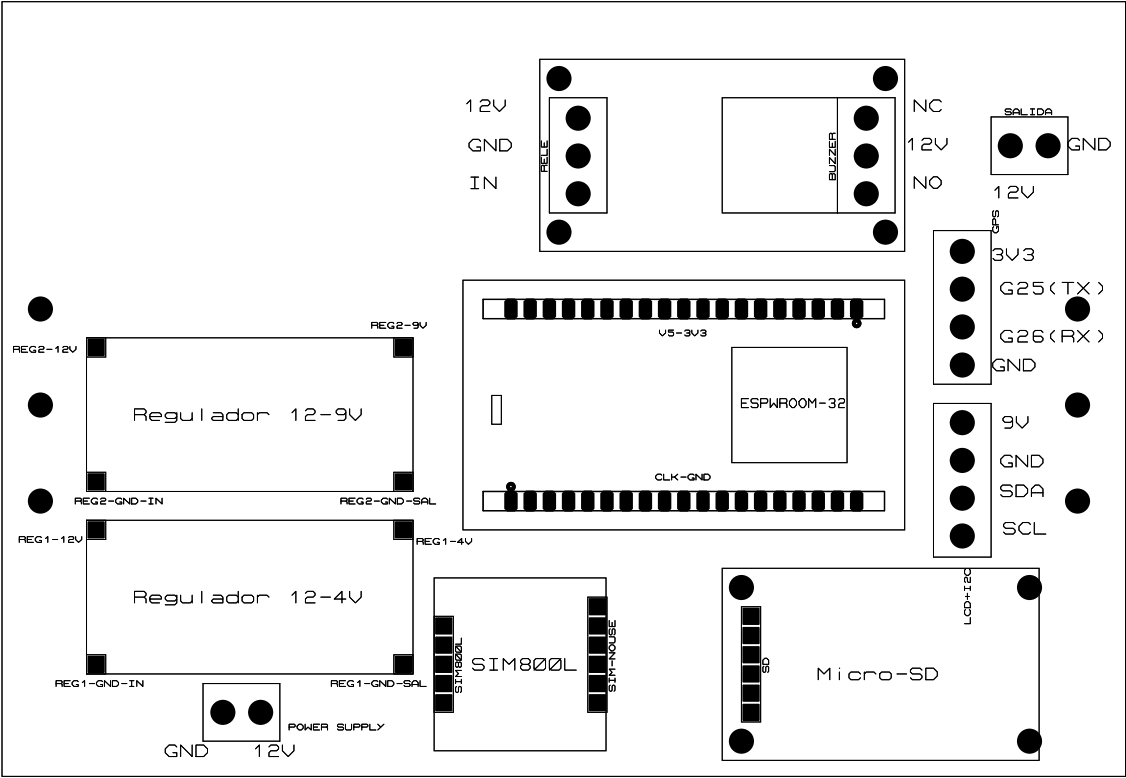 12V
GND
IN
RELE
BUZZER
NC
12V
NO
SALIDA
GND
12V
GPS
3V3
G25(TX)
G26(RX)
GND
REG2-9V
REG2-12V
Regulador 12-9V
REG2-GND-IN
REG2-GND-SAL
V5-3V3
ESPWROOM-32
CLK-GND
9V
GND
SDA
SCL
LCD+I2C
REG1-12V
REG1-4V
Regulador 12-4V
REG1-GND-IN
REG1-GND-SAL
SIM800L
SIM800L
SIM-NOUSE
SD
Micro-SD
POWER SUPPLY
GND
12V